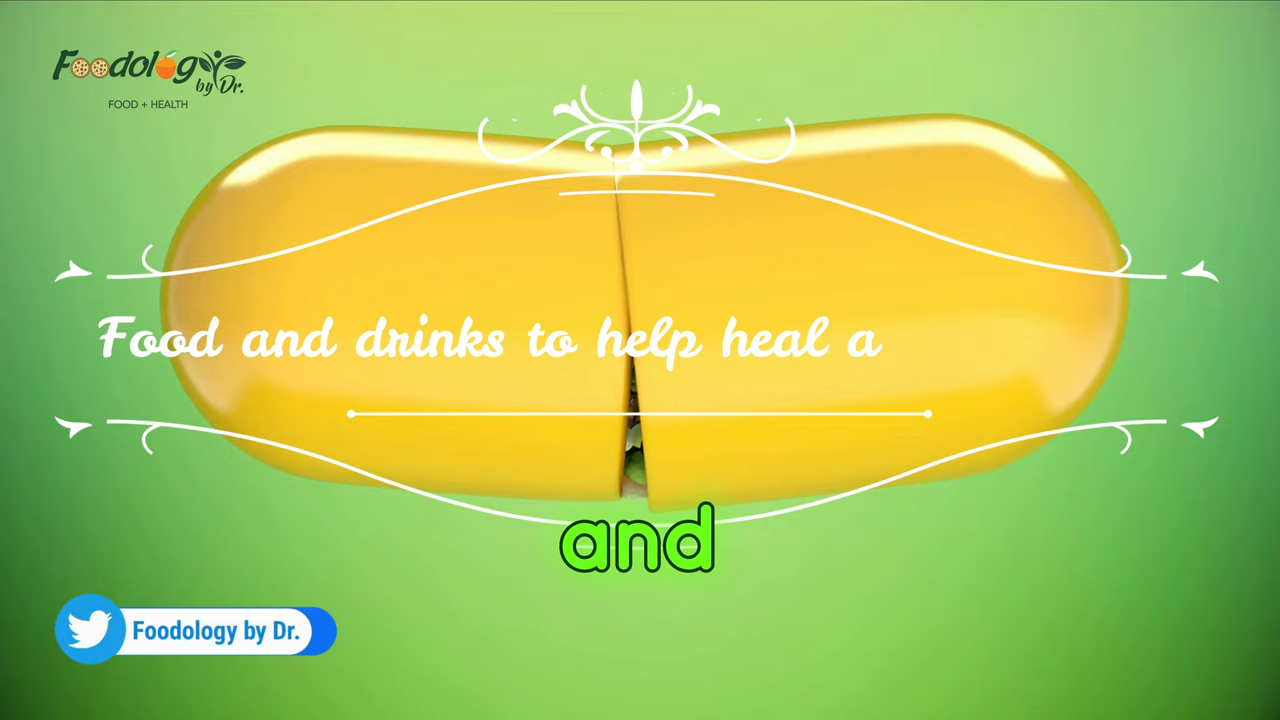 Foodology
by Dr.
FOOD + HEALTH
Food and drinks to help heal a
and
Foodology by Dr.